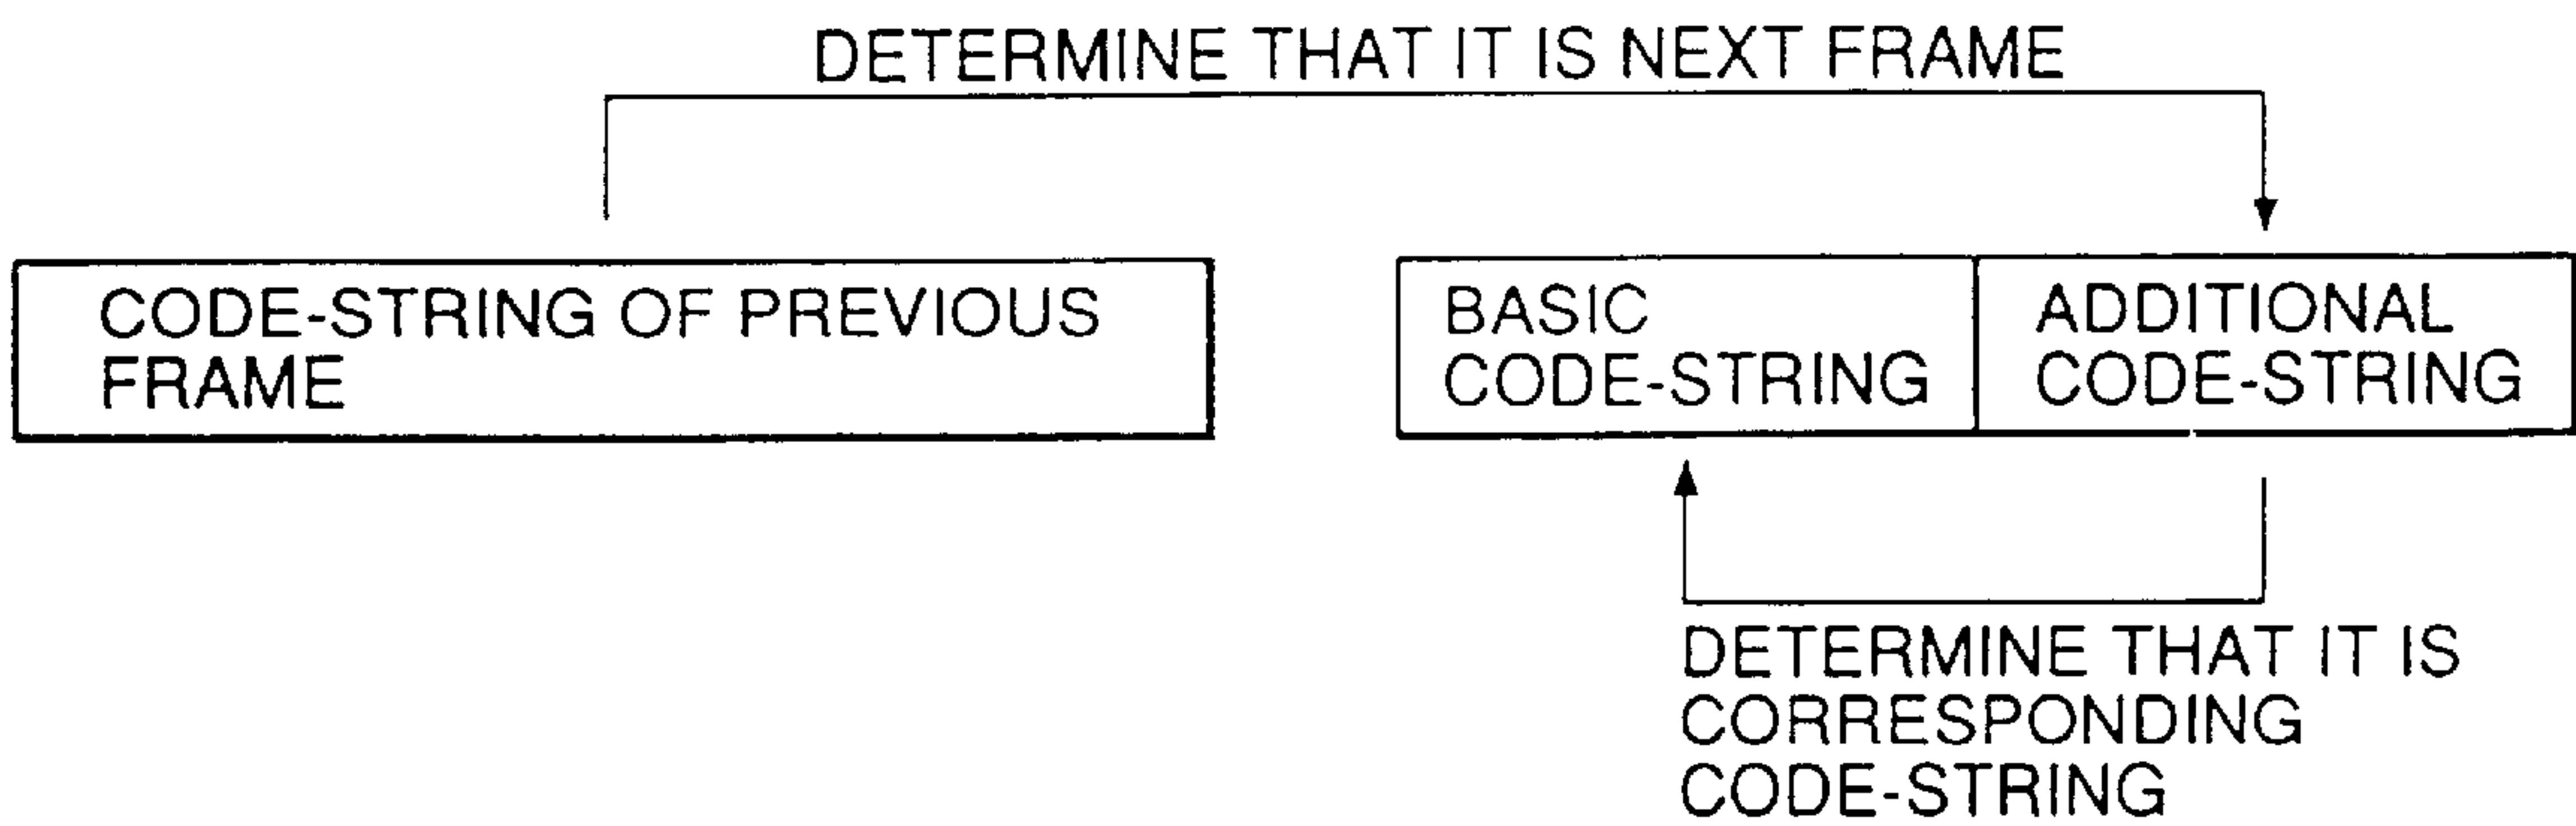 DETERMINE THAT IT IS NEXT FRAME
CODE-STRING OF PREVIOUS
FRAME
BASIC
CODE-STRING
ADDITIONAL
CODE-STRING
DETERMINE THAT IT IS
CORRESPONDING
CODE-STRING